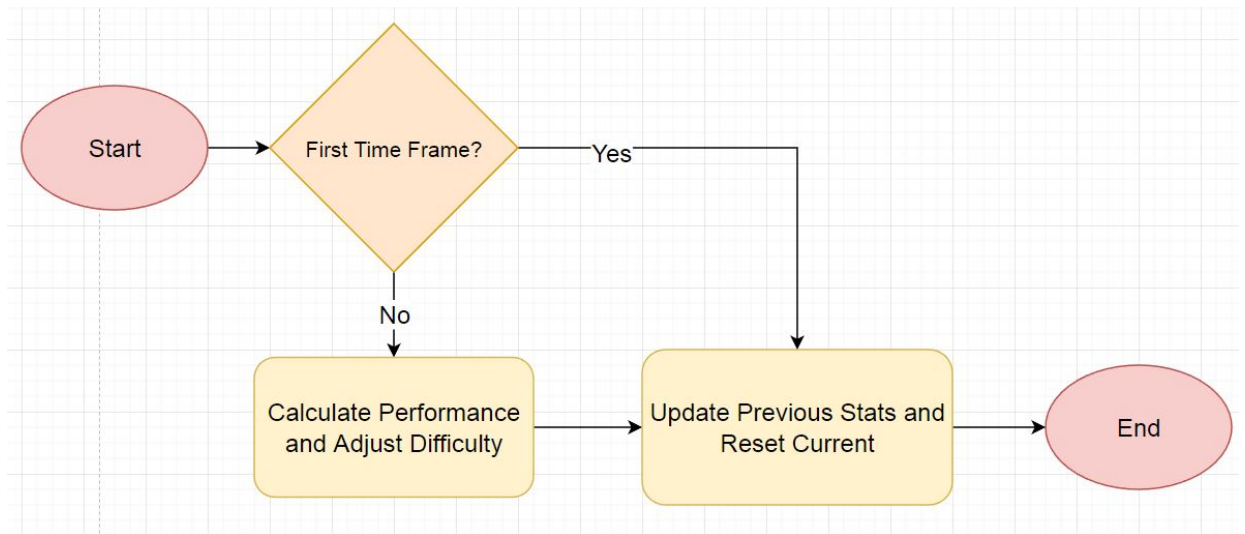 Start
First Time Frame?
Yes
No
Calculate Performance
and Adjust Difficulty
Update Previous Stats and
Reset Current
End